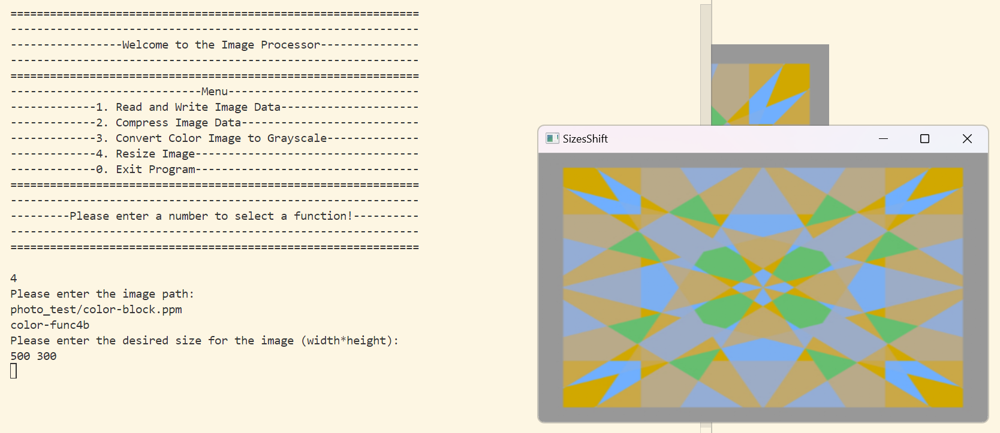 ==============================================================
--------------------------------------------------------------
-----------------Welcome to the Image Processor---------------
--------------------------------------------------------------
==============================================================
-----------------------------Menu-----------------------------
-------------1. Read and Write Image Data---------------------
-------------2. Compress Image Data---------------------------
-------------3. Convert Color Image to Grayscale--------------
-------------4. Resize Image----------------------------------
-------------0. Exit Program----------------------------------
==============================================================
--------------------------------------------------------------
---------Please enter a number to select a function!----------
--------------------------------------------------------------
==============================================================
4
Please enter the image path:
photo_test/color-block.ppm
color-func4b
Please enter the desired size for the image (width*height):
500 300
SizesShift